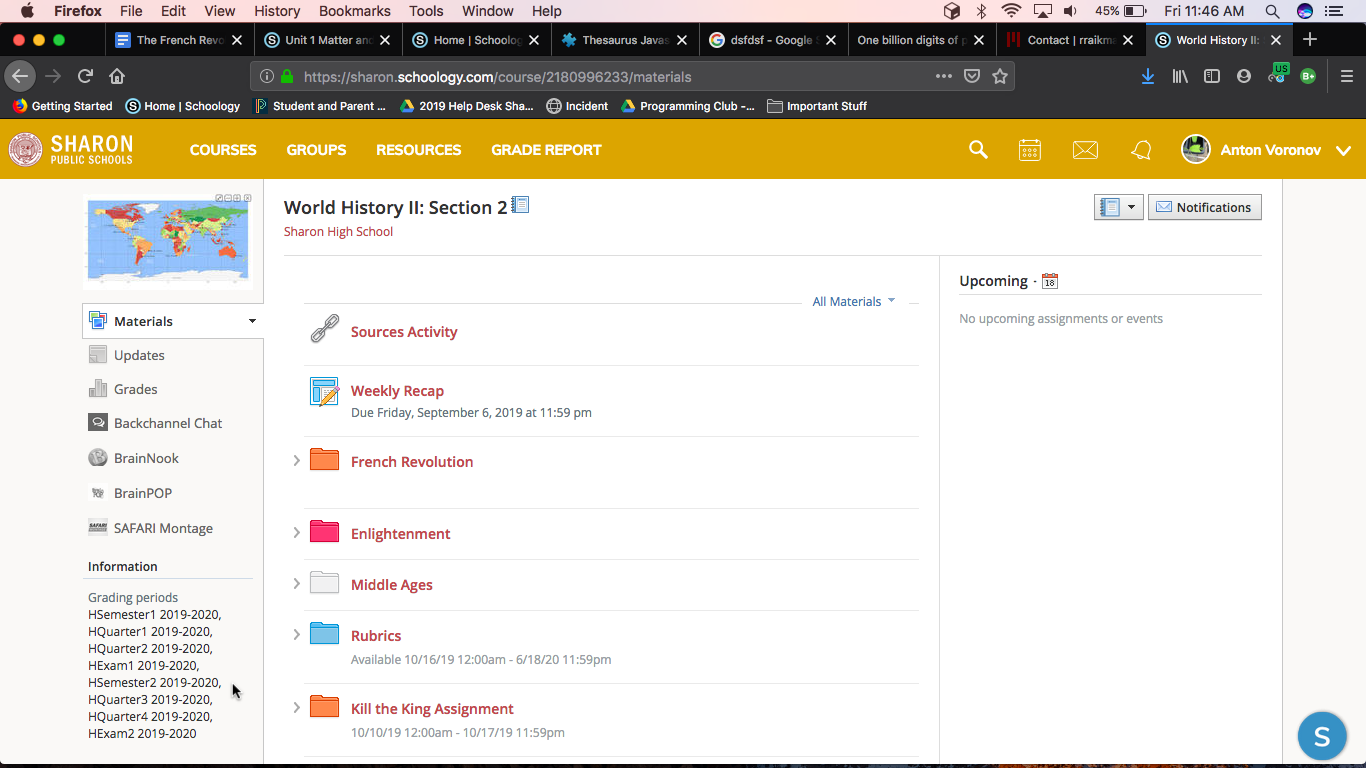 Firefox File Edit View History Bookmarks Tools Window Help 45% Fri 11:46 AM
The French Revo Unit 1 Matter and Home | Schoolog Thesaurus Javas dsfdsf - Google S One billion digits of p Contact | rraikma World History II:
https://sharon.schoology.com/course/2180996233/materials US B+
Getting Started Home | Schoology Student and Parent ... 2019 Help Desk Sha... Incident Programming Club -... Important Stuff
SHARON
PUBLIC SCHOOLS
COURSES GROUPS RESOURCES GRADE REPORT Anton Voronov
World History II: Section 2
Sharon High School
Notifications
Materials
Updates
Grades
Backchannel Chat
BrainNook
BrainPOP
SAFARI Montage
Information
Grading periods
HSemester1 2019-2020,
HQuarter1 2019-2020,
HQuarter2 2019-2020,
HExam1 2019-2020,
HSemester2 2019-2020,
HQuarter3 2019-2020,
HQuarter4 2019-2020,
HExam2 2019-2020
All Materials
Sources Activity
Weekly Recap
Due Friday, September 6, 2019 at 11:59 pm
French Revolution
Enlightenment
Middle Ages
Rubrics
Available 10/16/19 12:00am - 6/18/20 11:59pm
Kill the King Assignment
10/10/19 12:00am - 10/17/19 11:59pm
Upcoming · 18
No upcoming assignments or events
S